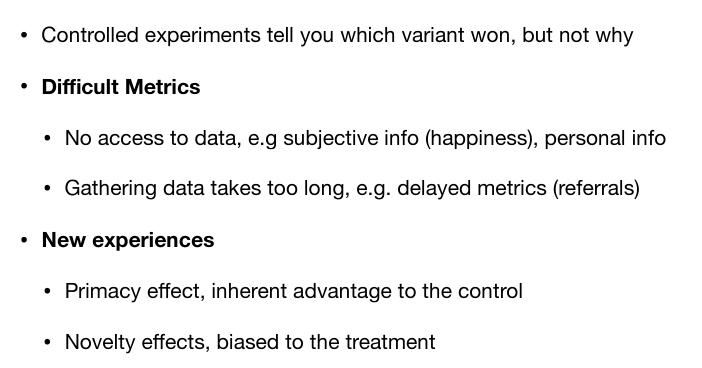 • Controlled experiments tell you which variant won, but not why
• Difficult Metrics
• No access to data, e.g subjective info (happiness), personal info
• Gathering data takes too long, e.g. delayed metrics (referrals)
• New experiences
• Primacy effect, inherent advantage to the control
• Novelty effects, biased to the treatment